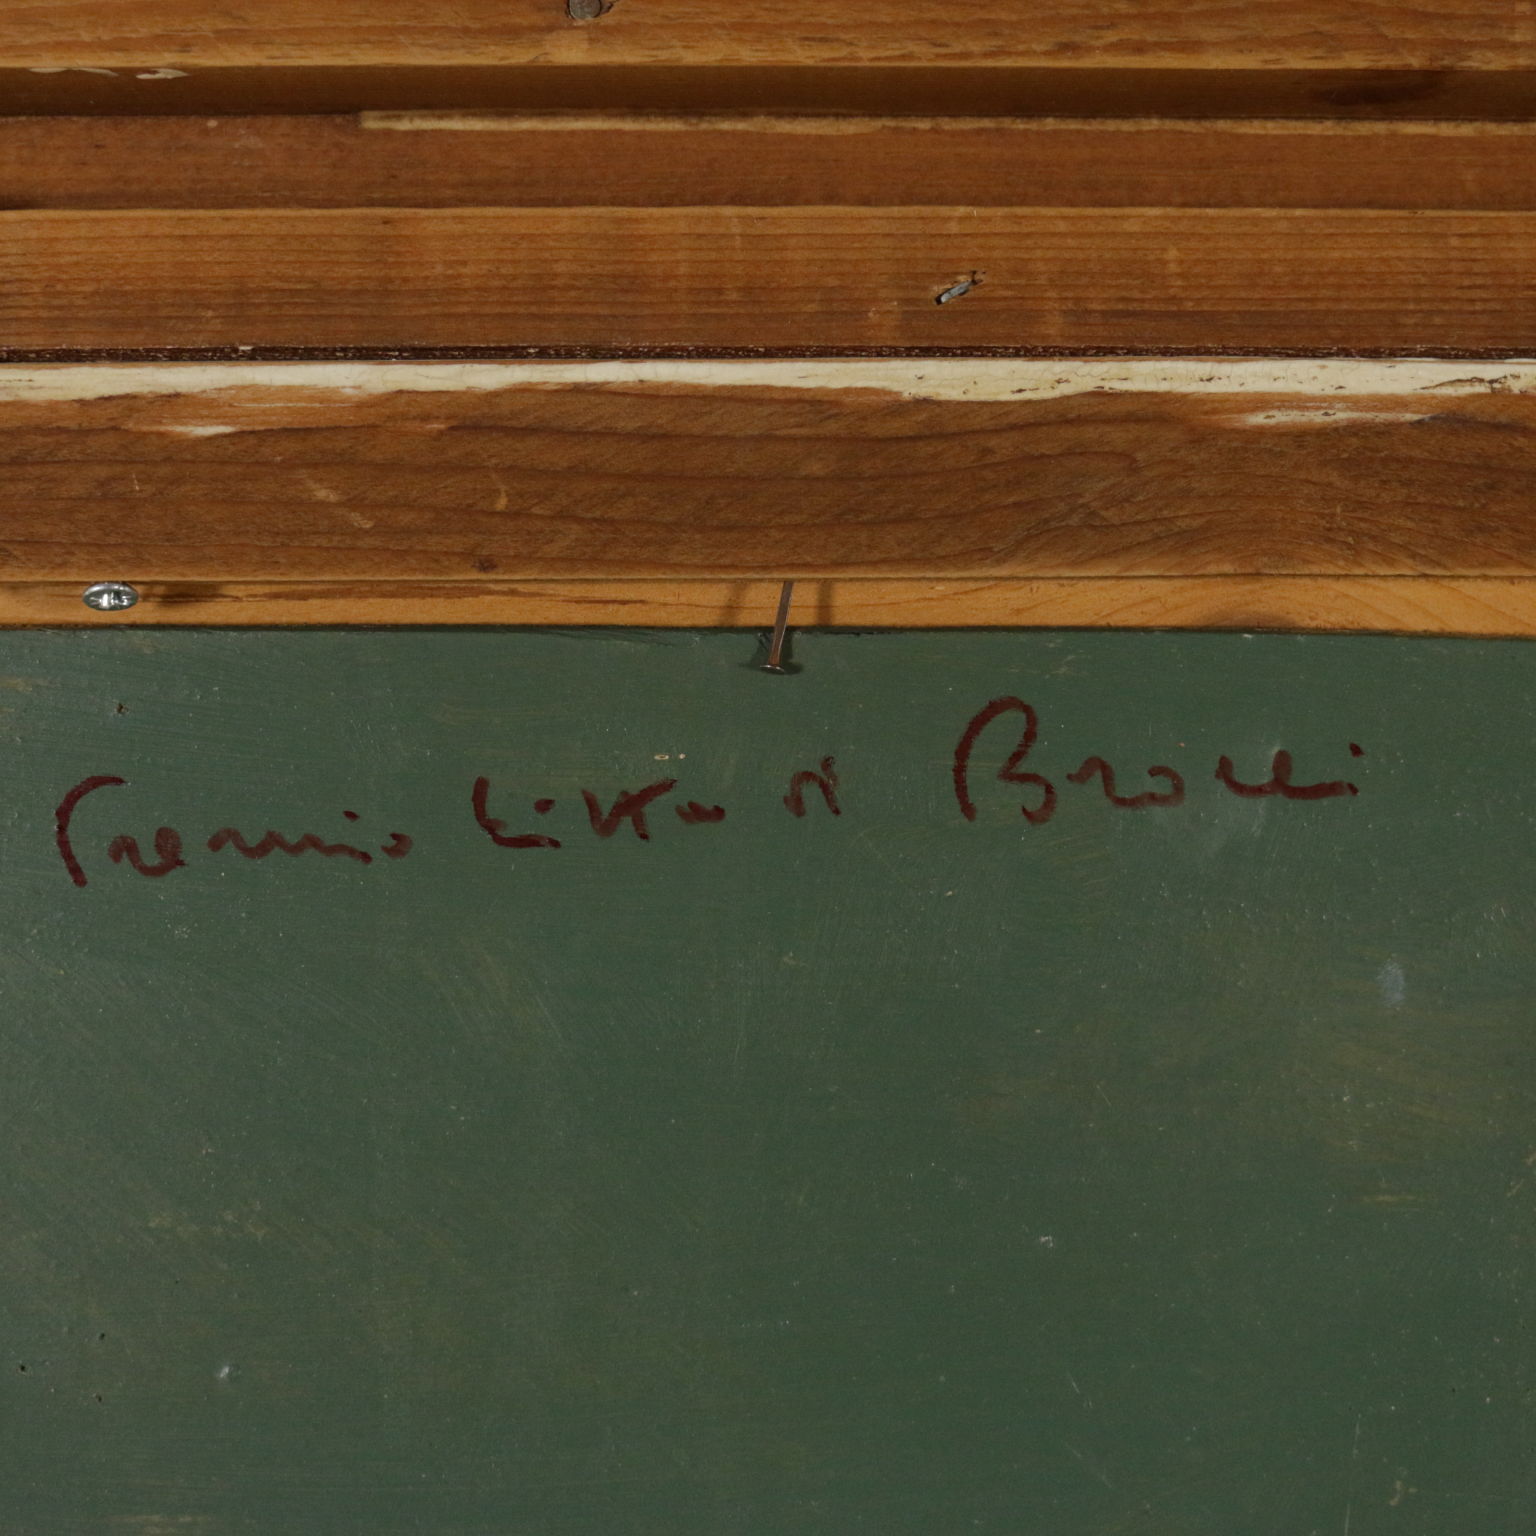 Premio Città di Broni